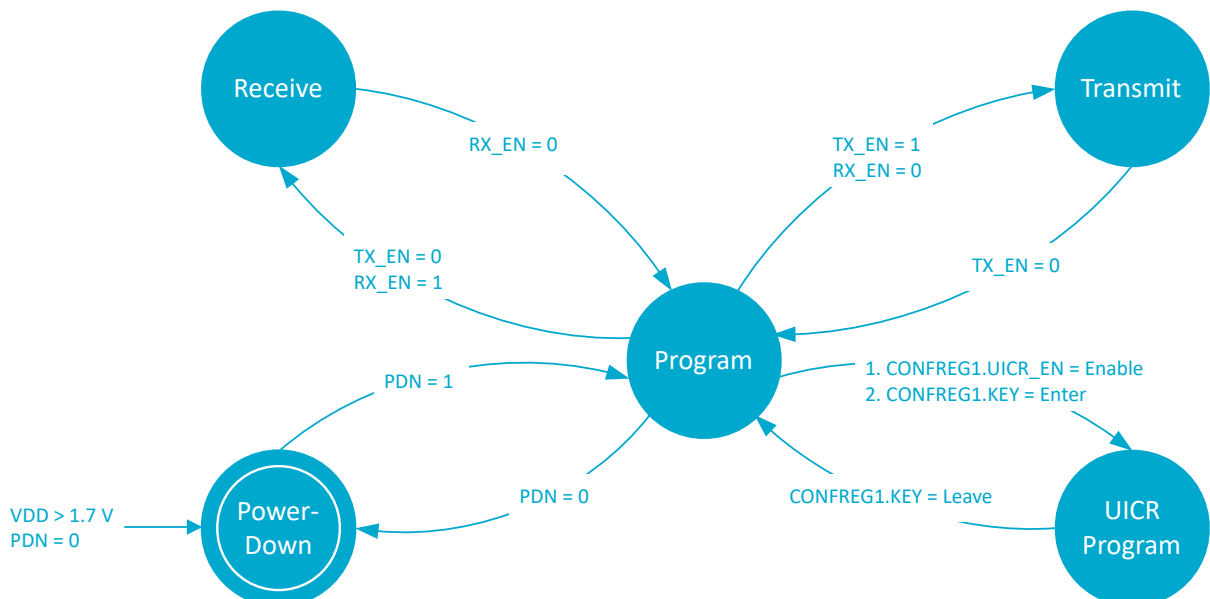 Receive
Transmit
RX_EN = 0
TX_EN = 1
RX_EN = 0
TX_EN = 0
RX_EN = 1
TX_EN = 0
Program
PDN = 1
1. CONFREG1.UICR_EN = Enable
2. CONFREG1.KEY = Enter
PDN = 0
CONFREG1.KEY = Leave
VDD > 1.7 V
PDN = 0
Power-
Down
UICR
Program